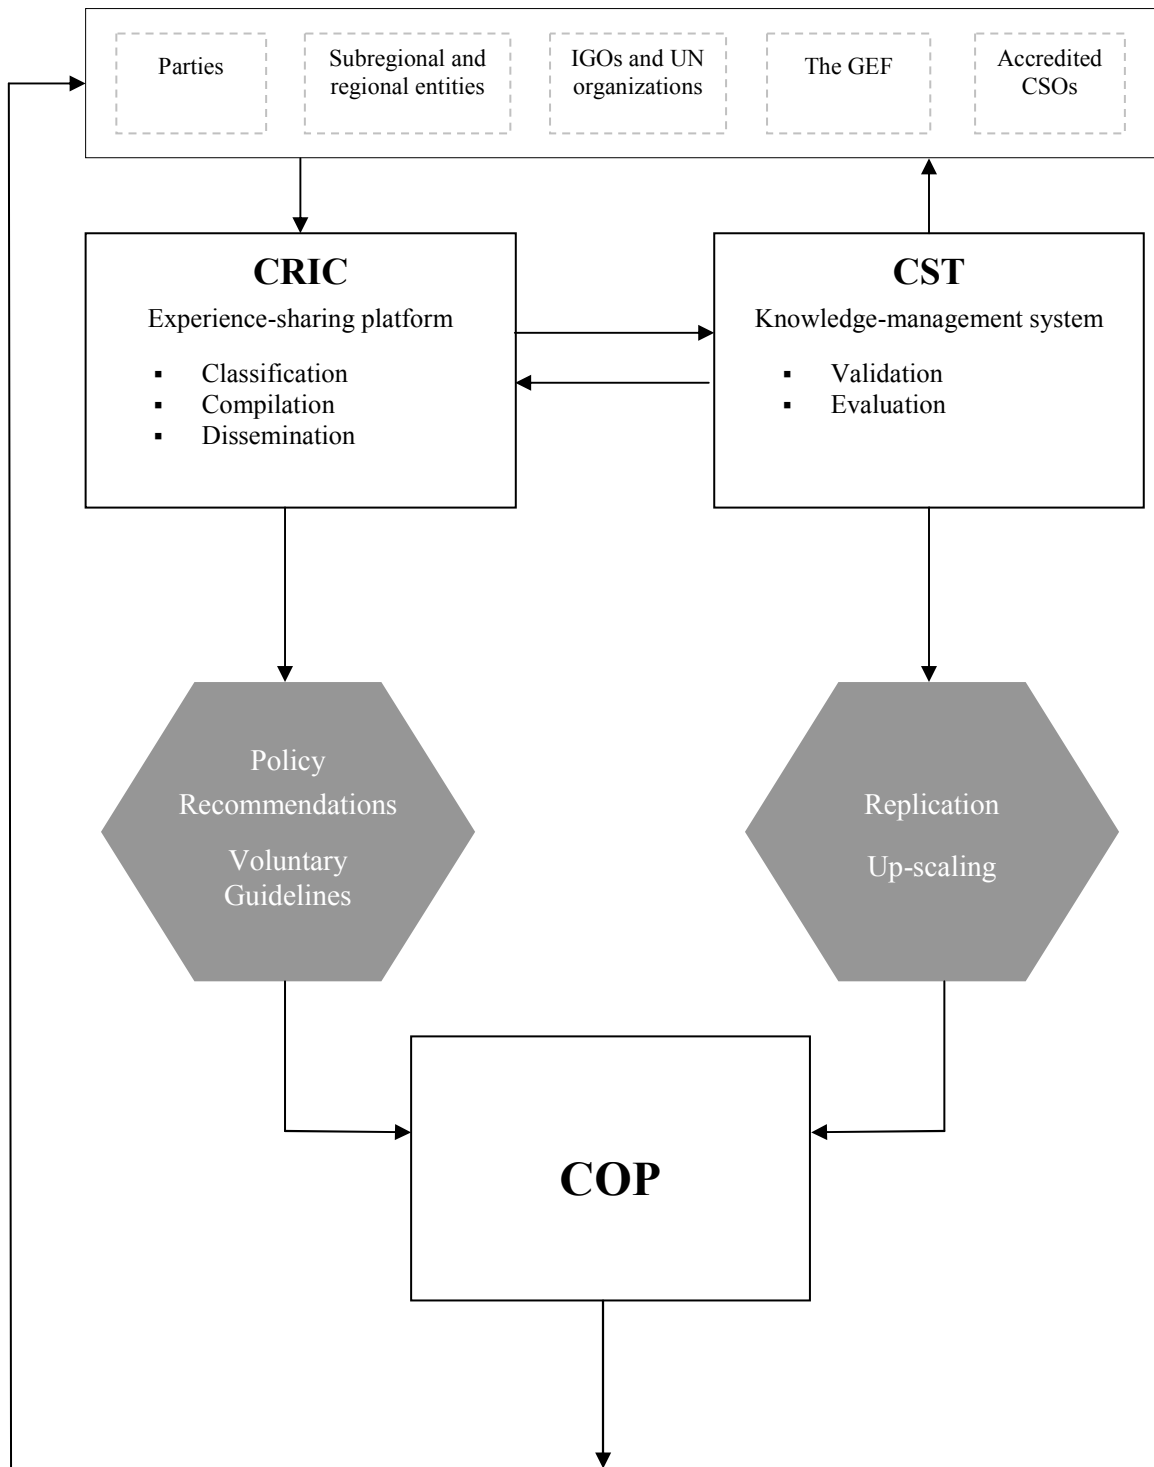 Parties
Subregional and
regional entities
IGOs and UN
organizations
The GEF
Accredited
CSOs
CRIC
Experience-sharing platform
▪ Classification
▪ Compilation
▪ Dissemination
CST
Knowledge-management system
▪ Validation
▪ Evaluation
Policy
Recommendations
Voluntary
Guidelines
Replication
Up-scaling
COP